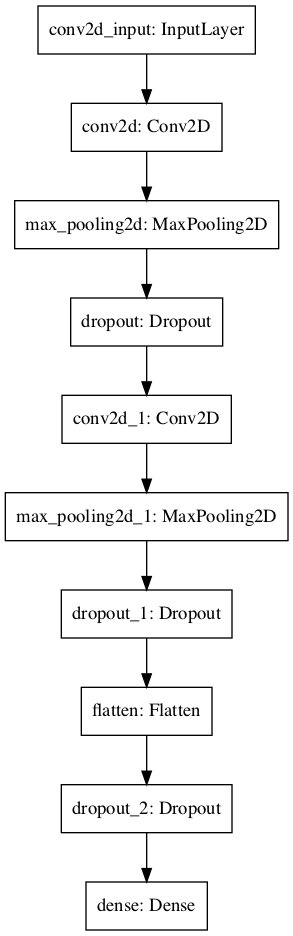 conv2d_input: InputLayer
conv2d: Conv2D
max_pooling2d: MaxPooling2D
dropout: Dropout
conv2d_1: Conv2D
max_pooling2d_1: MaxPooling2D
dropout_1: Dropout
flatten: Flatten
dropout_2: Dropout
dense: Dense